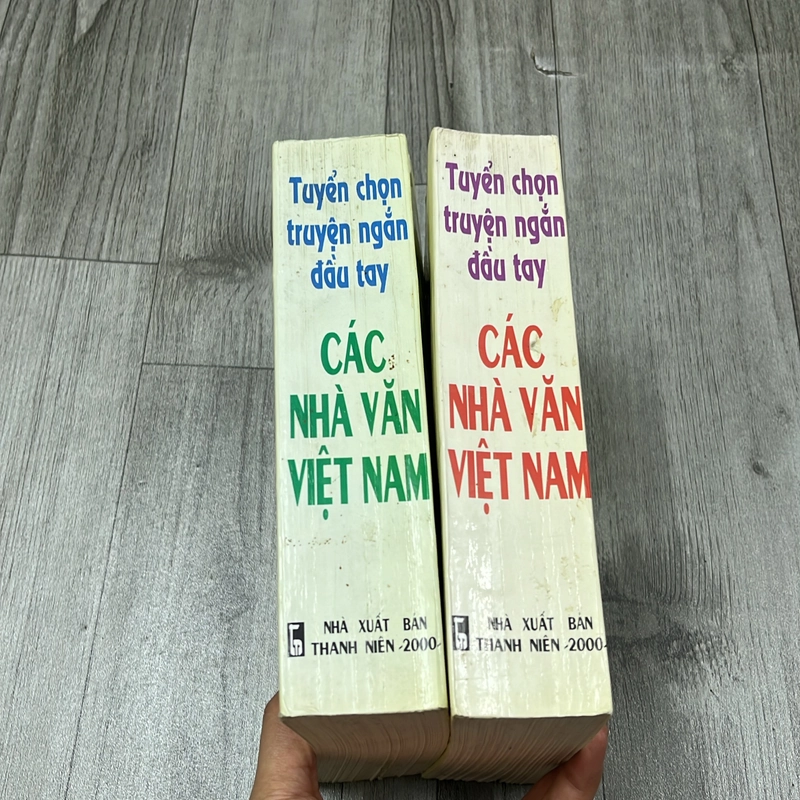 Tuyển chọn
truyện ngắn
đầu tay
CÁC
NHÀ VĂN
VIỆT NAM
NHÀ XUẤT BẢN
THANH NIÊN -2000-
Tuyển chọn
truyện ngắn
đầu tay
CÁC
NHÀ VĂN
VIỆT NAM
NHÀ XUẤT BẢN
THANH NIÊN -2000-